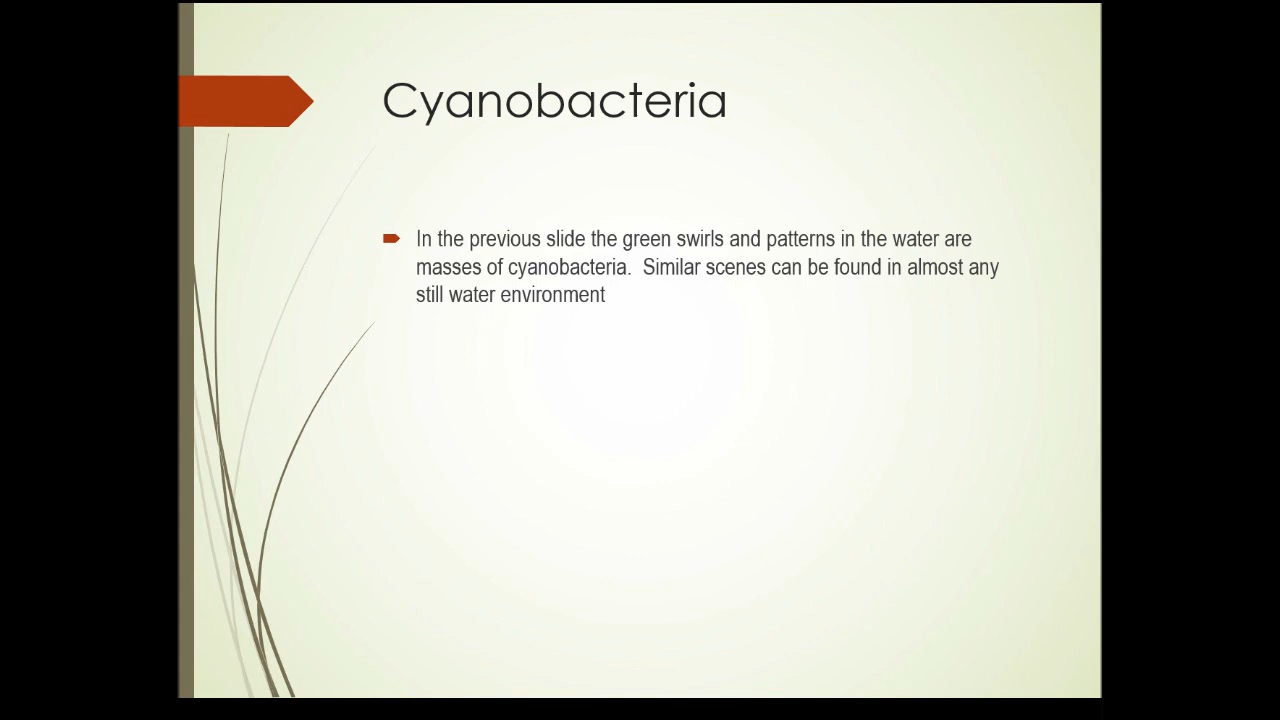 Cyanobacteria
In the previous slide the green swirls and patterns in the water are
masses of cyanobacteria.  Similar scenes can be found in almost any
still water environment